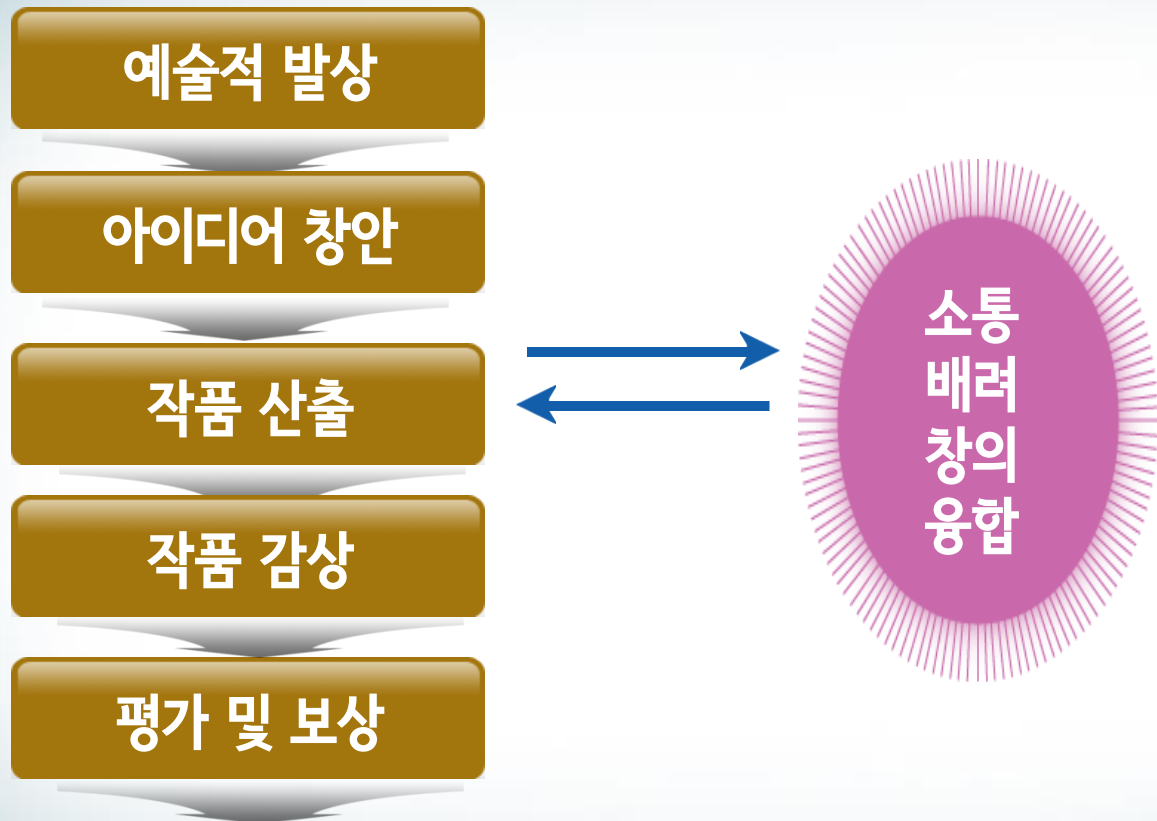 예술적 발상
아이디어 창안
작품 산출
작품 감상
평가 및 보상
소통
배려
창의
융합